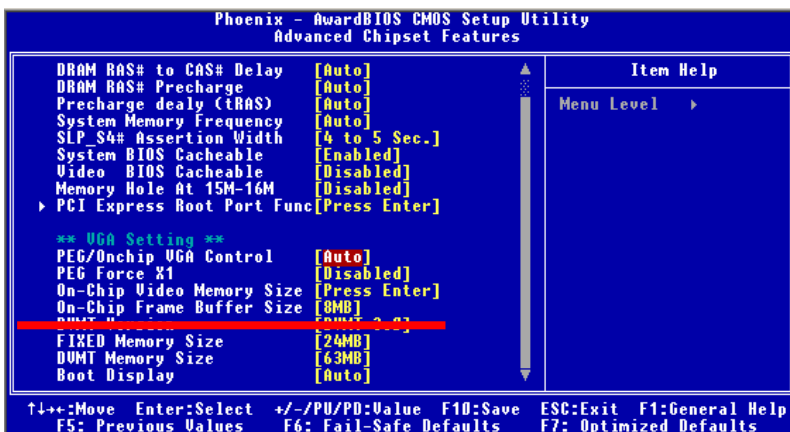 Phoenix - AwardBIOS CMOS Setup Utility
Advanced Chipset Features
DRAM RAS# to CAS# Delay [Auto]
DRAM RAS# Precharge [Auto]
Precharge dealy (tRAS) [Auto]
System Memory Frequency [Auto]
SLP_S4# Assertion Width [4 to 5 Sec.]
System BIOS Cacheable [Enabled]
Video BIOS Cacheable [Disabled]
Memory Hole At 15M-16M [Disabled]
▸ PCI Express Root Port Func[Press Enter]
** VGA Setting **
PEG/Onchip VGA Control [Auto]
PEG Force X1 [Disabled]
On-Chip Video Memory Size [Press Enter]
On-Chip Frame Buffer Size [8MB]
FIXED Memory Size [24MB]
DVMT Memory Size [63MB]
Boot Display [Auto]
Item Help
Menu Level ▸
↑↓→←:Move Enter:Select +/-/PU/PD:Value F10:Save ESC:Exit F1:General Help
F5: Previous Values F6: Fail-Safe Defaults F7: Optimized Defaults